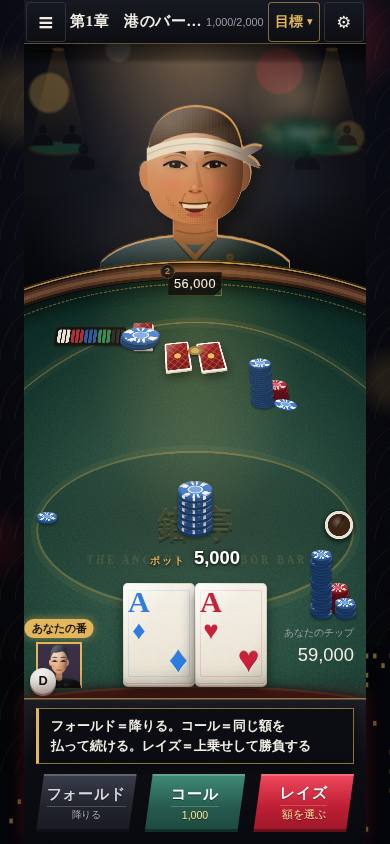 第1章 港のバー… 1,000/2,000 目標 ▾
2
56,000
ポット 5,000
あなたの番
D
A
A
あなたのチップ
59,000
フォールド＝降りる。コール＝同じ額を
払って続ける。レイズ＝上乗せして勝負する
フォールド
降りる
コール
1,000
レイズ
額を選ぶ